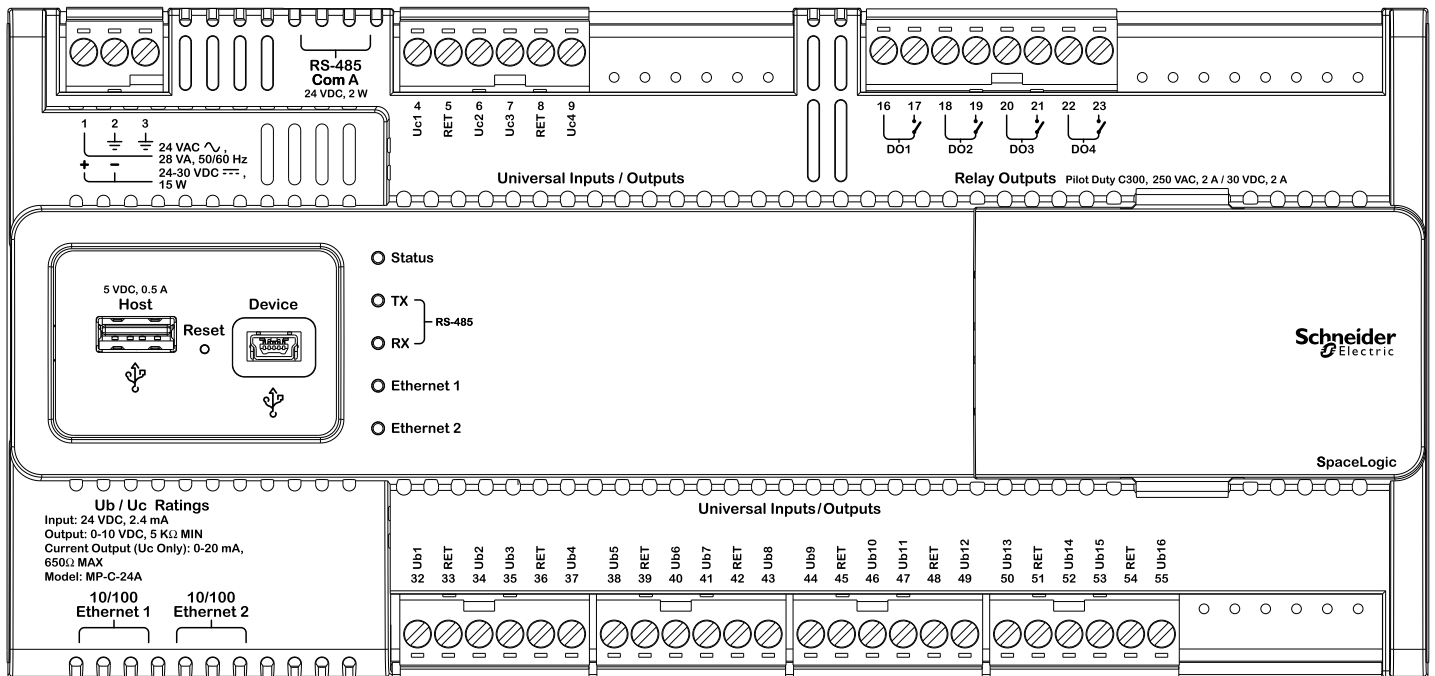 RS-485
Com A
24 VDC, 2 W
1 2 3
+ -
24 VAC ,
28 VA, 50/60 Hz
24-30 VDC ,
15 W
4 5 6 7 8 9
Uc1 RET Uc2 Uc3 RET Uc4
Universal Inputs / Outputs
16 17 18 19 20 21 22 23
DO1 DO2 DO3 DO4
Relay Outputs Pilot Duty C300, 250 VAC, 2 A / 30 VDC, 2 A
5 VDC, 0.5 A
Host
Reset
Device
Status
TX
RX
RS-485
Ethernet 1
Ethernet 2
Schneider
Electric
SpaceLogic
Ub / Uc Ratings
Input: 24 VDC, 2.4 mA
Output: 0-10 VDC, 5 KΩ MIN
Current Output (Uc Only): 0-20 mA,
650Ω MAX
Model: MP-C-24A
10/100
Ethernet 1
10/100
Ethernet 2
Universal Inputs/Outputs
Ub1 RET Ub2 Ub3 RET Ub4 Ub5 RET Ub6 Ub7 RET Ub8 Ub9 RET Ub10 Ub11 RET Ub12 Ub13 RET Ub14 Ub15 RET Ub16
32 33 34 35 36 37 38 39 40 41 42 43 44 45 46 47 48 49 50 51 52 53 54 55